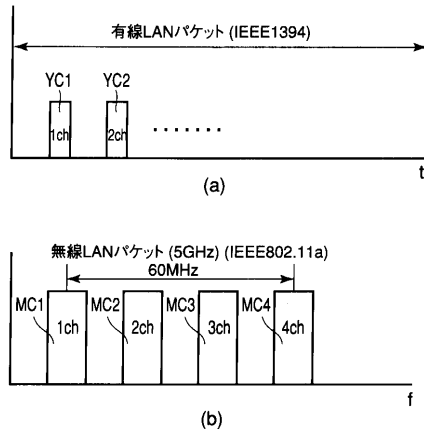 有線LANパケット(IEEE1394)
YC1 YC2
1ch 2ch ・・・・・・・
t
(a)
無線LANパケット(5GHz)(IEEE802.11a)
60MHz
MC1 MC2 MC3 MC4
1ch 2ch 3ch 4ch
f
(b)